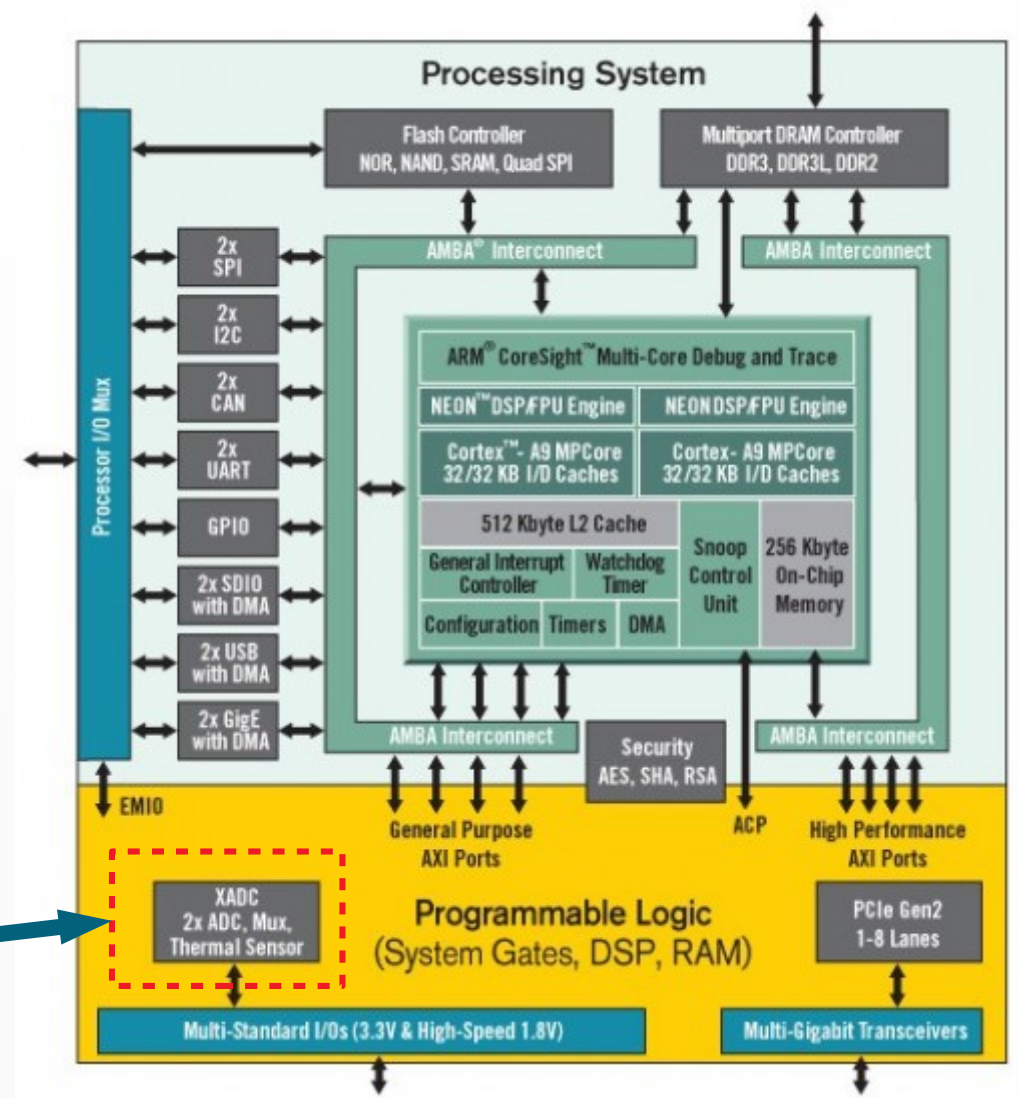 Processing System
Flash Controller
NOR, NAND, SRAM, Quad SPI
Multiport DRAM Controller
DDR3, DDR3L, DDR2
Processor I/O Mux
2x
SPI
2x
I2C
2x
CAN
2x
UART
GPIO
2x SDIO
with DMA
2x USB
with DMA
2x GigE
with DMA
AMBA® Interconnect
AMBA Interconnect
ARM® CoreSight™ Multi-Core Debug and Trace
NEON™ DSP/FPU Engine
NEON DSP/FPU Engine
Cortex™- A9 MPCore
32/32 KB I/D Caches
Cortex- A9 MPCore
32/32 KB I/D Caches
512 Kbyte L2 Cache
General Interrupt
Controller
Watchdog
Timer
Configuration
Timers
DMA
Snoop
Control
Unit
256 Kbyte
On-Chip
Memory
AMBA Interconnect
Security
AES, SHA, RSA
AMBA Interconnect
EMIO
General Purpose
AXI Ports
ACP
High Performance
AXI Ports
XADC
2x ADC, Mux,
Thermal Sensor
Programmable Logic
(System Gates, DSP, RAM)
PCIe Gen2
1-8 Lanes
Multi-Standard I/Os (3.3V & High-Speed 1.8V)
Multi-Gigabit Transceivers